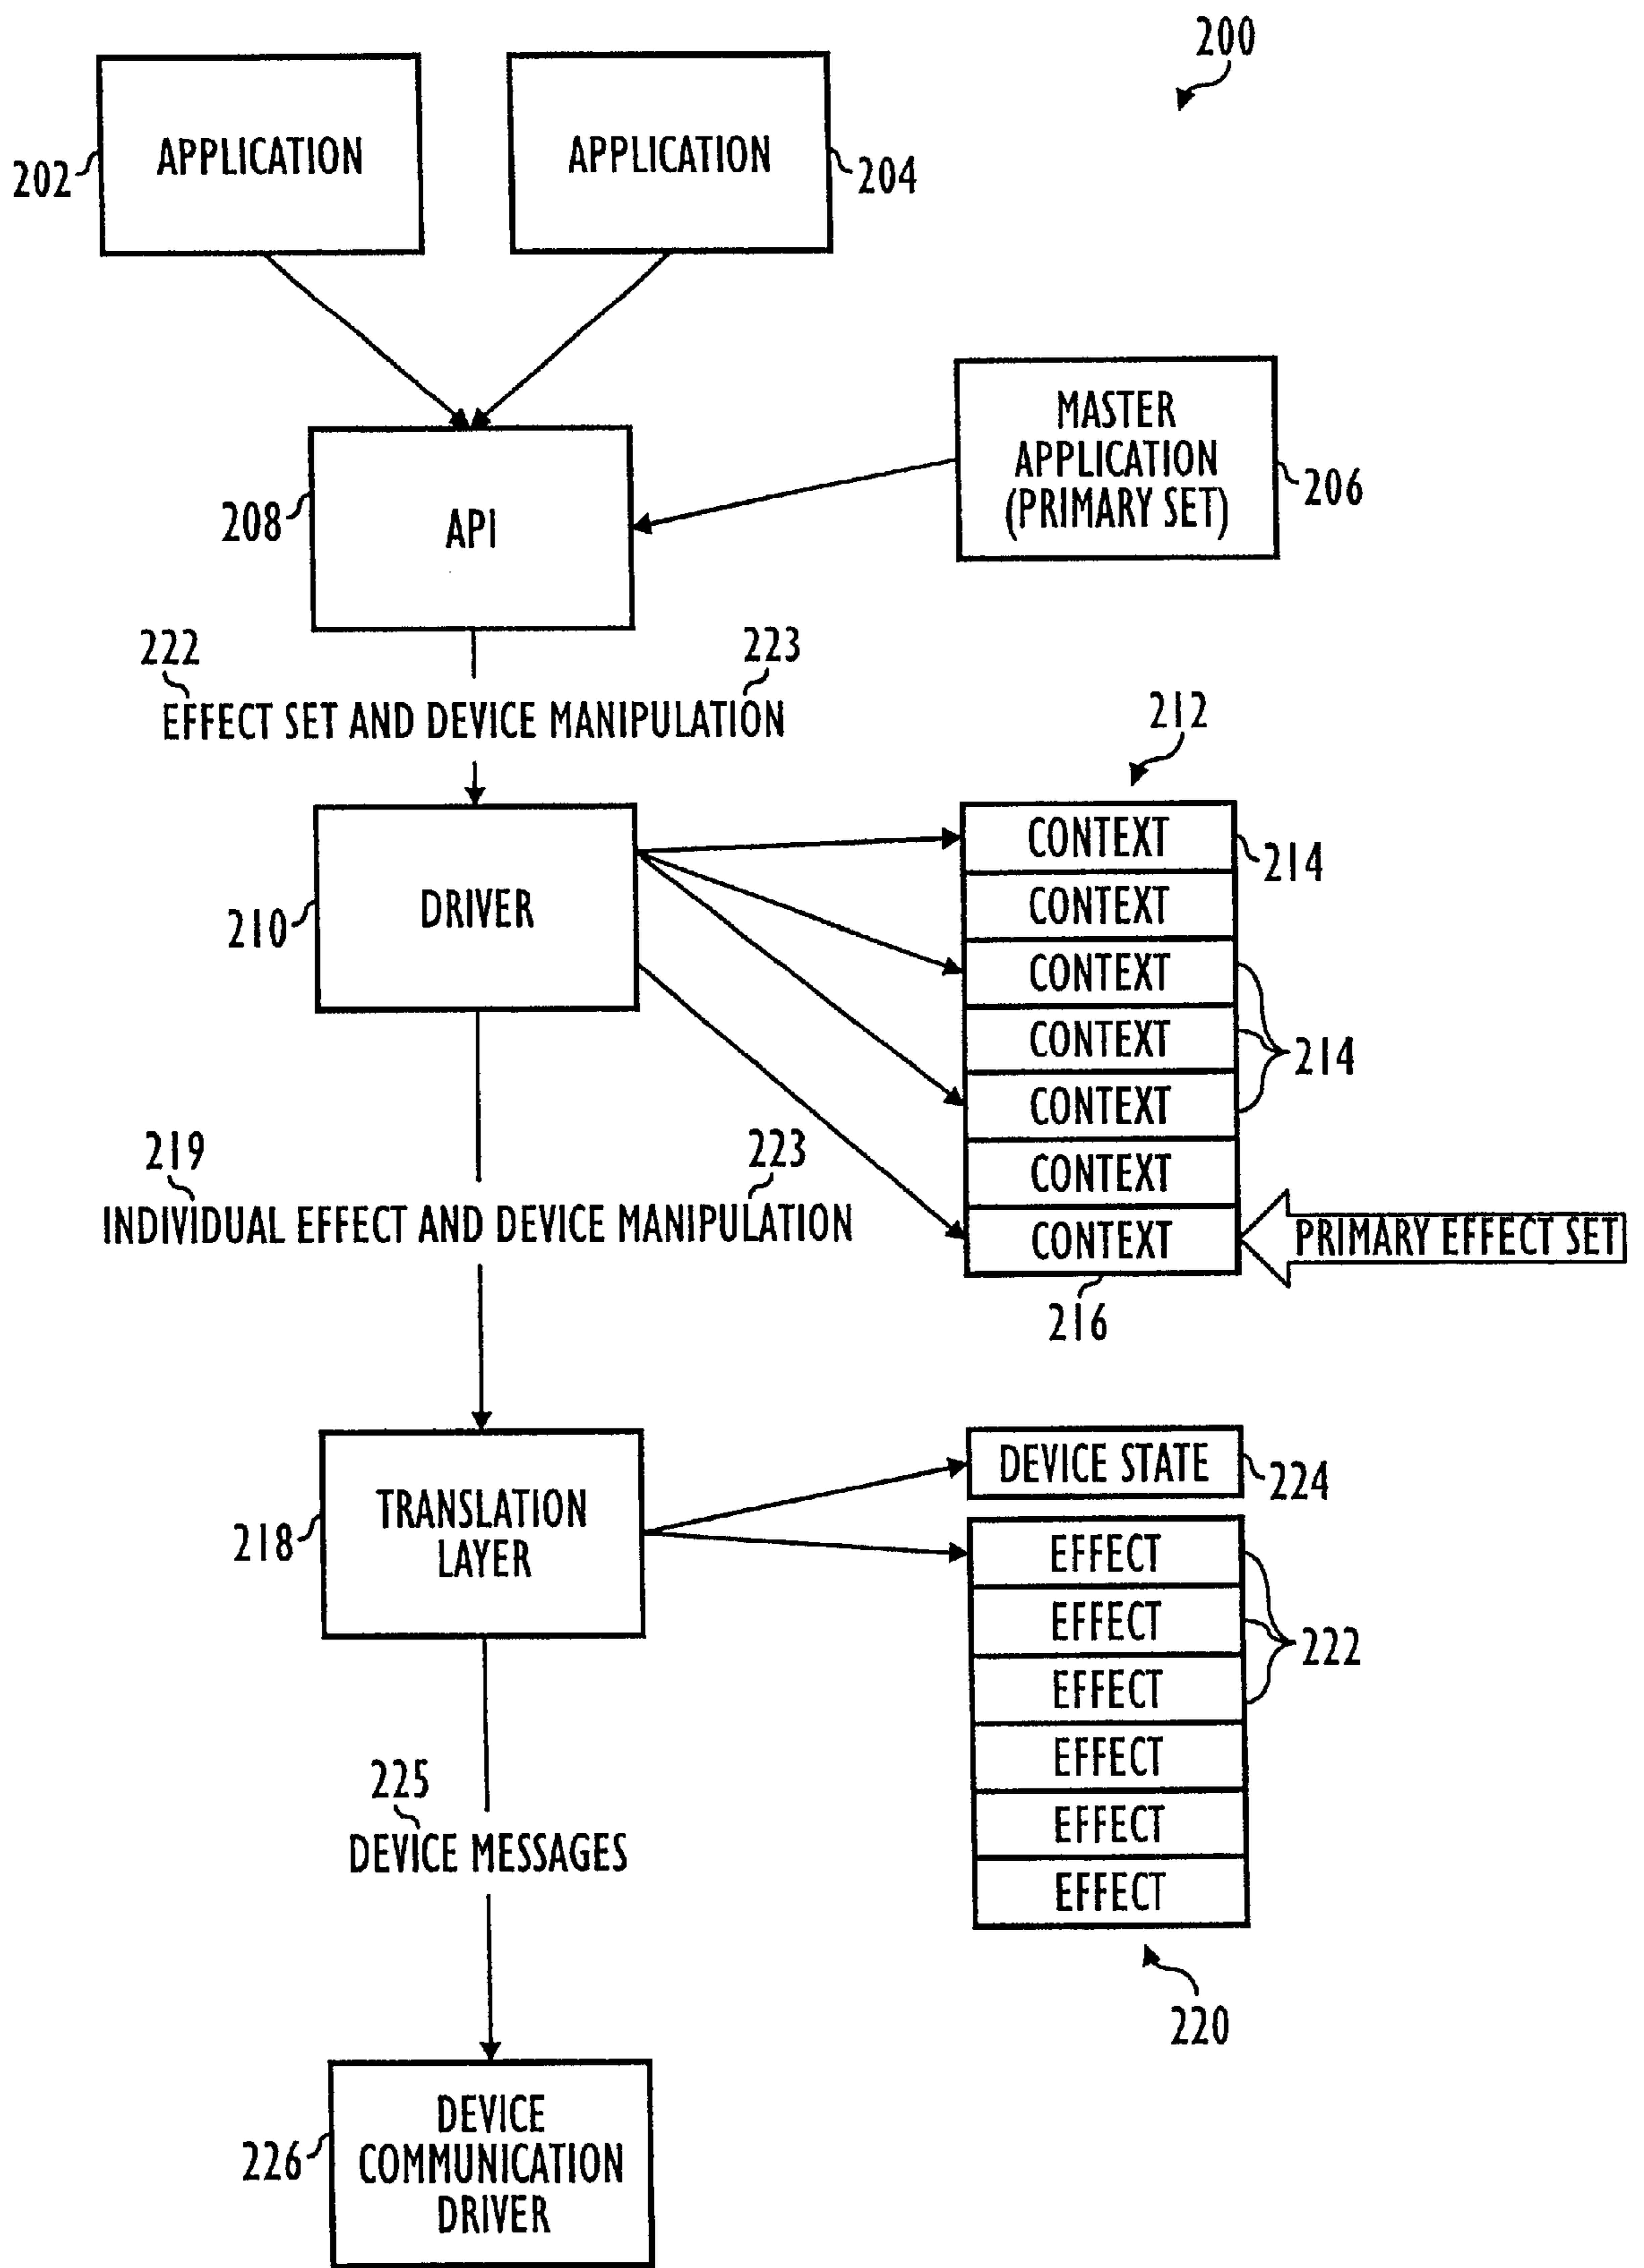 200
APPLICATION
APPLICATION
202
204
MASTER
APPLICATION
(PRIMARY SET)
206
208
API
222
223
EFFECT SET AND DEVICE MANIPULATION
212
CONTEXT
214
CONTEXT
DRIVER
210
CONTEXT
CONTEXT
214
CONTEXT
219
223
CONTEXT
INDIVIDUAL EFFECT AND DEVICE MANIPULATION
CONTEXT
PRIMARY EFFECT SET
216
DEVICE STATE
224
TRANSLATION
LAYER
218
EFFECT
EFFECT
222
EFFECT
EFFECT
225
DEVICE MESSAGES
EFFECT
EFFECT
220
DEVICE
COMMUNICATION
DRIVER
226